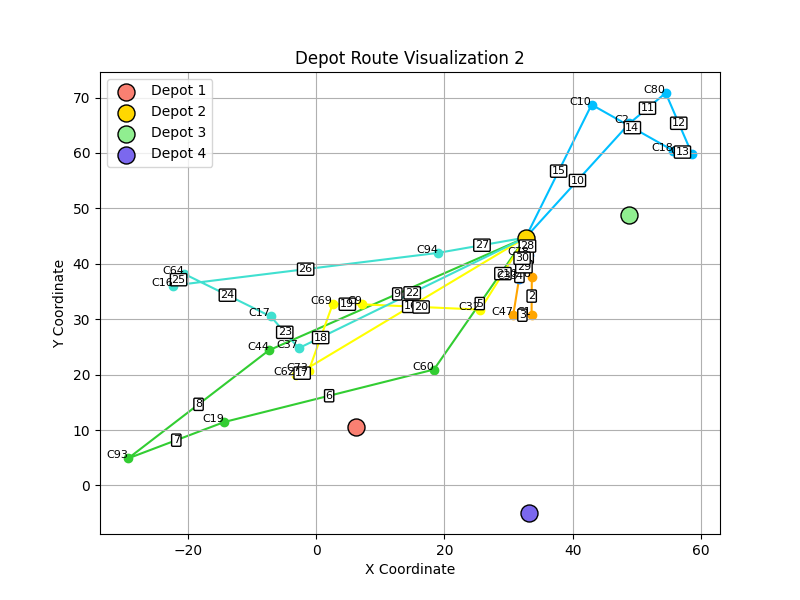 Depot Route Visualization 2
Depot 1
Depot 2
Depot 3
Depot 4
70
60
50
40
30
20
10
0
−20
0
20
40
60
X Coordinate
Y Coordinate
C80
C10
C2
C18
11
12
14
13
15
10
C94
27
28
26
30
29
C64
25
24
C17
23
C37
22
9
C69
19
C9
20
18
C62
C73
17
C44
8
C19
C93
7
6
C60
5
C47
2
3